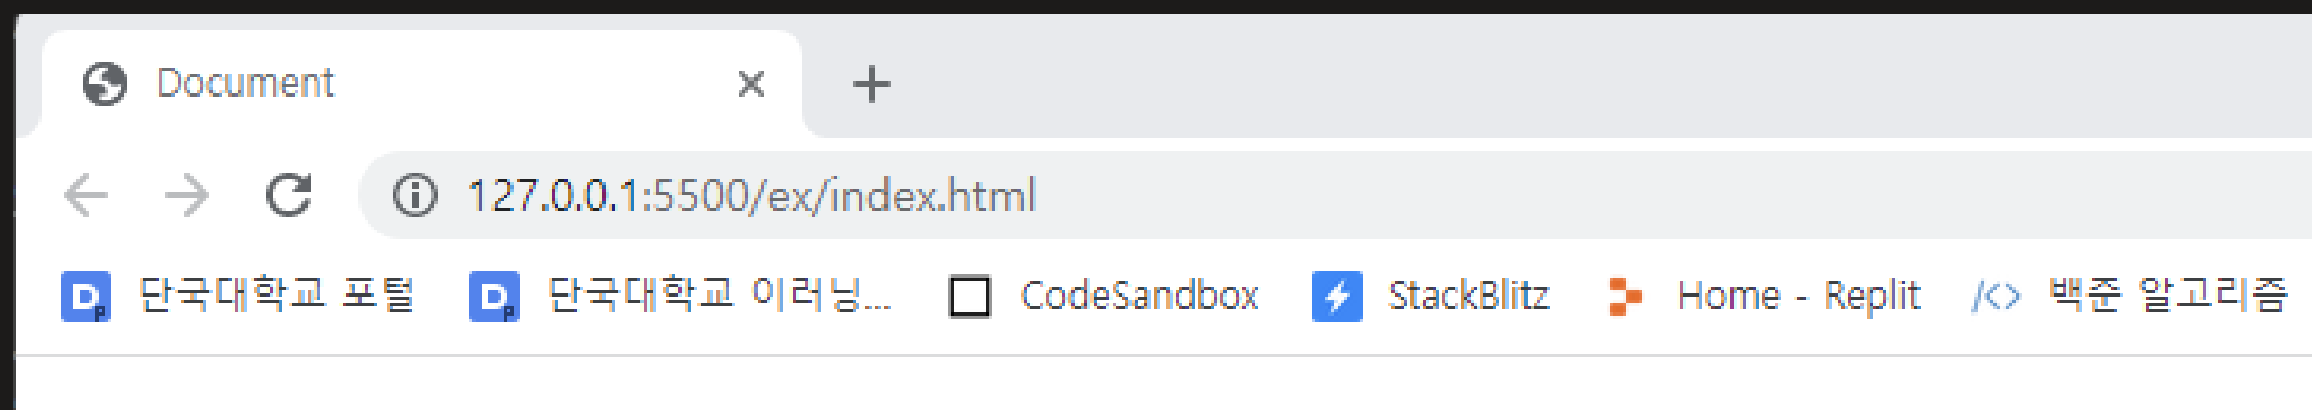 Document
127.0.0.1:5500/ex/index.html
단국대학교 포털 단국대학교 이러닝... CodeSandbox StackBlitz Home - Replit 백준 알고리즘